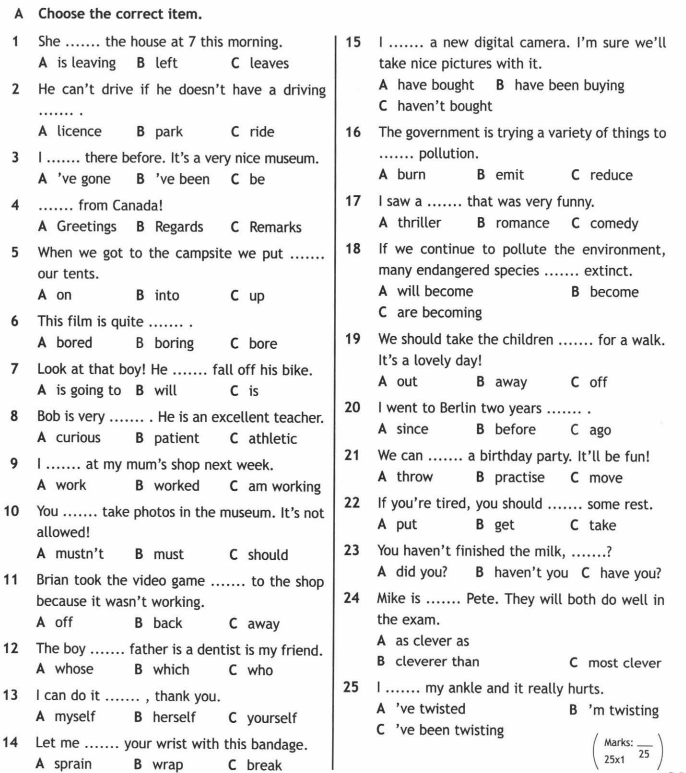 A Choose the correct item.
1 She ....... the house at 7 this morning.
A is leaving B left C leaves
2 He can't drive if he doesn't have a driving
....... .
A licence B park C ride
3 I ....... there before. It's a very nice museum.
A 've gone B 've been C be
4 ....... from Canada!
A Greetings B Regards C Remarks
5 When we got to the campsite we put .......
our tents.
A on B into C up
6 This film is quite ....... .
A bored B boring C bore
7 Look at that boy! He ....... fall off his bike.
A is going to B will C is
8 Bob is very ....... . He is an excellent teacher.
A curious B patient C athletic
9 I ....... at my mum's shop next week.
A work B worked C am working
10 You ....... take photos in the museum. It's not
allowed!
A mustn't B must C should
11 Brian took the video game ....... to the shop
because it wasn't working.
A off B back C away
12 The boy ....... father is a dentist is my friend.
A whose B which C who
13 I can do it ....... , thank you.
A myself B herself C yourself
14 Let me ....... your wrist with this bandage.
A sprain B wrap C break
15 I ....... a new digital camera. I'm sure we'll
take nice pictures with it.
A have bought B have been buying
C haven't bought
16 The government is trying a variety of things to
....... pollution.
A burn B emit C reduce
17 I saw a ....... that was very funny.
A thriller B romance C comedy
18 If we continue to pollute the environment,
many endangered species ....... extinct.
A will become B become
C are becoming
19 We should take the children ....... for a walk.
It's a lovely day!
A out B away C off
20 I went to Berlin two years ....... .
A since B before C ago
21 We can ....... a birthday party. It'll be fun!
A throw B practise C move
22 If you're tired, you should ....... some rest.
A put B get C take
23 You haven't finished the milk, .......?
A did you? B haven't you C have you?
24 Mike is ....... Pete. They will both do well in
the exam.
A as clever as
B cleverer than C most clever
25 I ....... my ankle and it really hurts.
A 've twisted B 'm twisting
C 've been twisting
Marks: ___
25x1 25